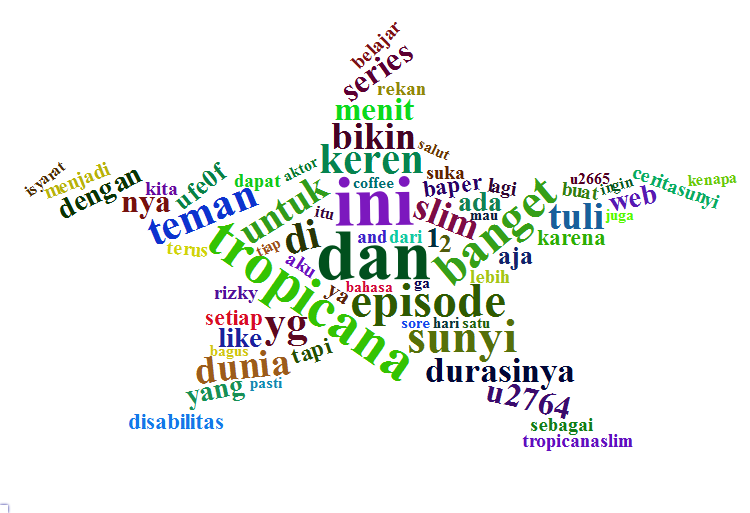 belajar
series
rekan
menit
bikin
salut
keren
aktor
coffee
suka
isyarat
menjadi
dengan
kita
nya
ufe0f
dapat
teman
untuk
itu
ini
slim
baper
lagi
ada
mau
u2665
buat
ingin
web
ceritasunyi
kenapa
tuli
juga
karena
banget
terus
tiap
di
and
dari
1
2
aja
aku
dan
lebih
tropicana
ya
bahasa
ga
episode
rizky
setiap
yg
sore
hari
satu
like
bagus
dunia
tapi
sunyi
durasinya
yang
pasti
u2764
disabilitas
sebagai
tropicanaslim